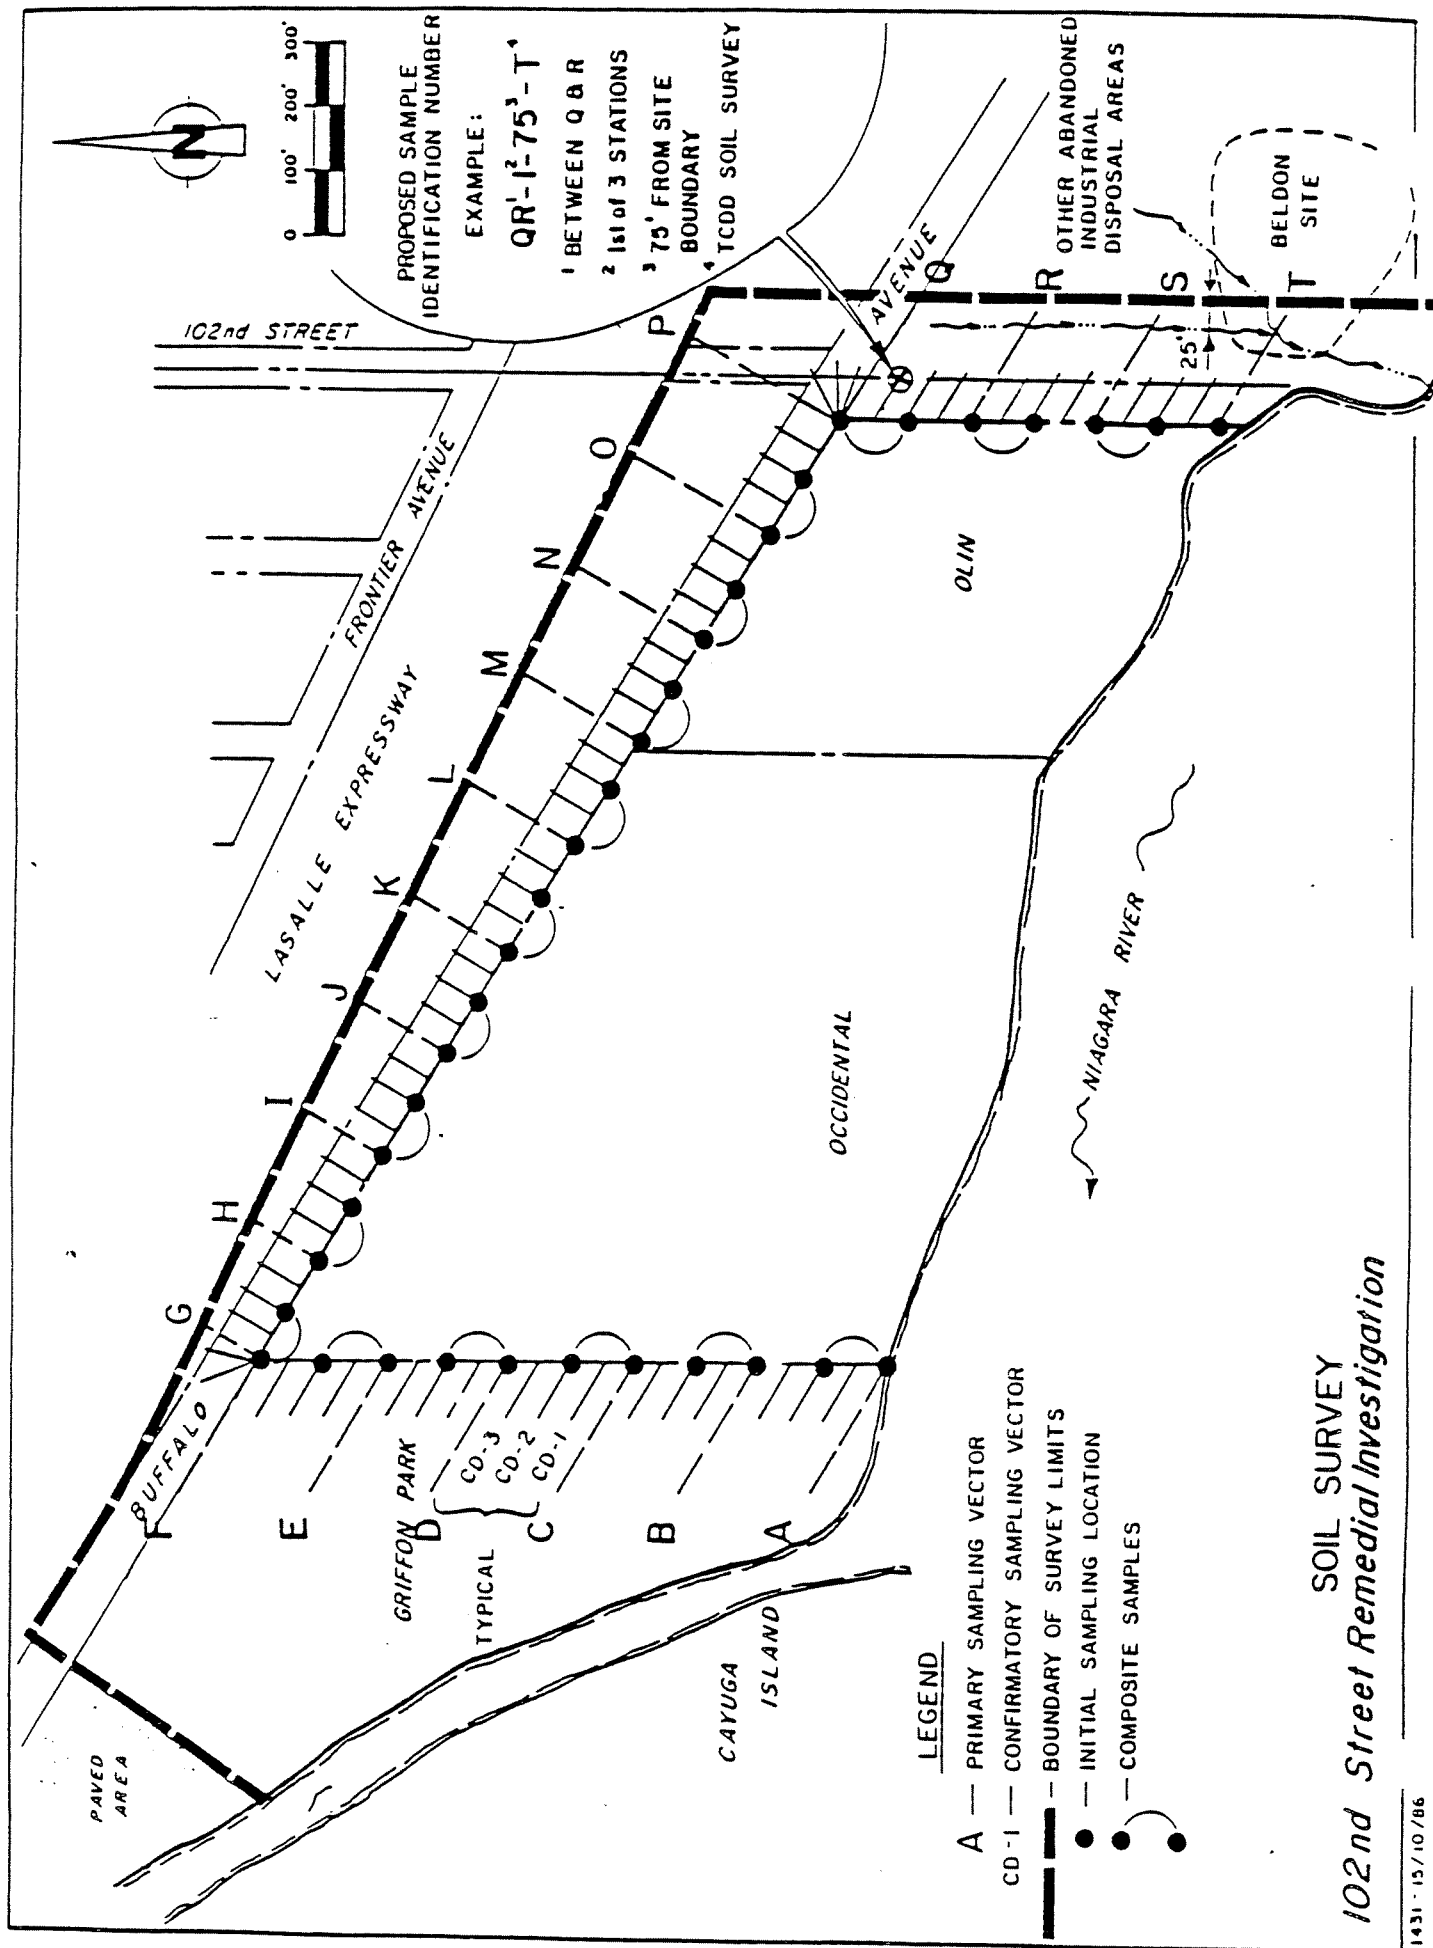 N
0 100' 200' 300'
PROPOSED SAMPLE
IDENTIFICATION NUMBER
EXAMPLE:
QR¹-1²-75³-T⁴
¹ BETWEEN Q & R
² 1st of 3 STATIONS
³ 75' FROM SITE
BOUNDARY
⁴ TCDD SOIL SURVEY
102nd STREET
FRONTIER AVENUE
LASALLE EXPRESSWAY
BUFFALO
AVENUE
PAVED
AREA
F
G
H
I
J
K
L
M
N
O
P
Q
R
S
T
E
D
C
B
A
GRIFFON PARK
TYPICAL
CD-3
CD-2
CD-1
OTHER ABANDONED
INDUSTRIAL
DISPOSAL AREAS
BELDON
SITE
25'
OLIN
OCCIDENTAL
NIAGARA RIVER
CAYUGA
ISLAND
LEGEND
A — PRIMARY SAMPLING VECTOR
CD-1 — CONFIRMATORY SAMPLING VECTOR
— BOUNDARY OF SURVEY LIMITS
— INITIAL SAMPLING LOCATION
— COMPOSITE SAMPLES
SOIL SURVEY
102nd Street Remedial Investigation
1431-15/10/86